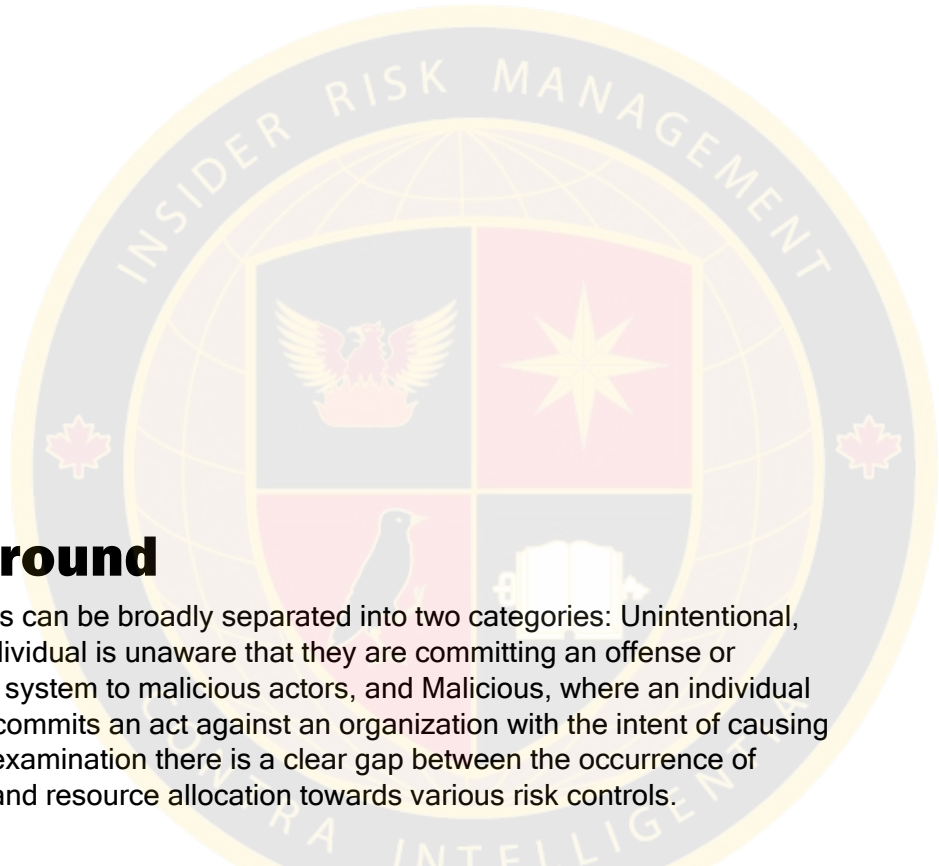 INSIDER RISK MANAGEMENT
round
s can be broadly separated into two categories: Unintentional,
dividual is unaware that they are committing an offense or
system to malicious actors, and Malicious, where an individual
commits an act against an organization with the intent of causing
examination there is a clear gap between the occurrence of
and resource allocation towards various risk controls.
CONTRA INTELLIGENTIA